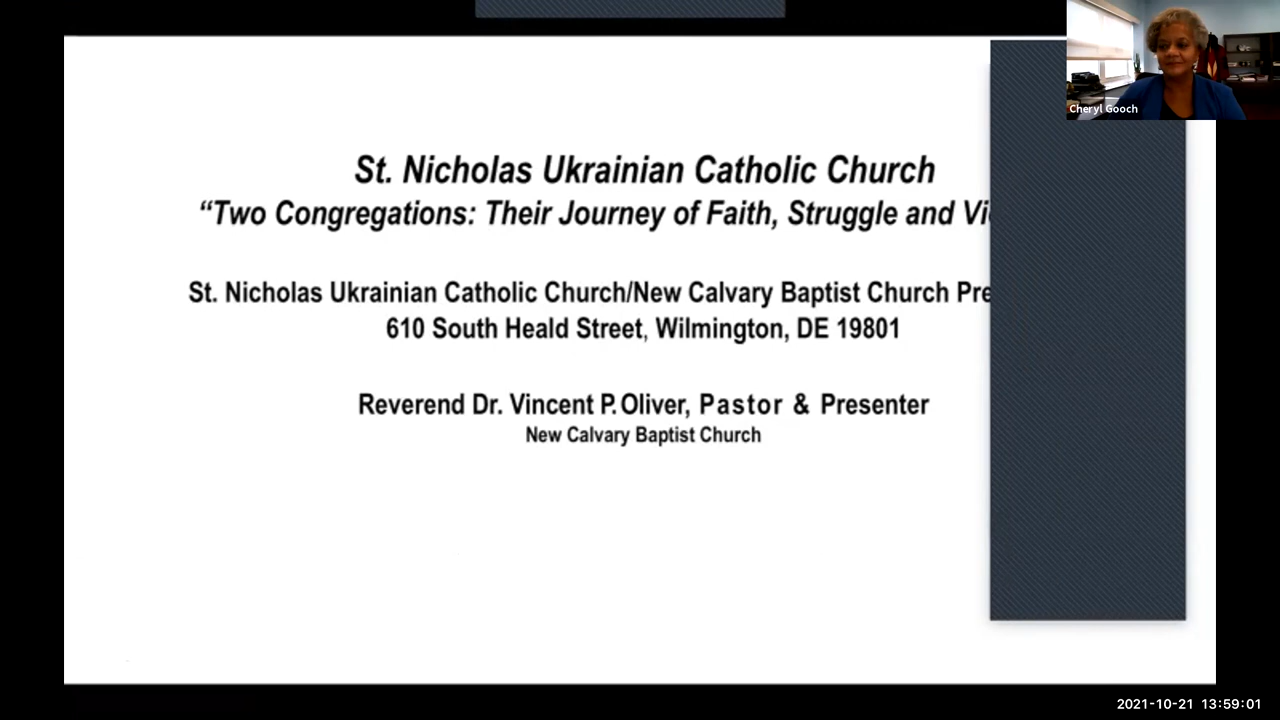 St. Nicholas Ukrainian Catholic Church
“Two Congregations: Their Journey of Faith, Struggle and
St. Nicholas Ukrainian Catholic Church/New Calvary Baptist Church
610 South Heald Street, Wilmington, DE 19801
Reverend Dr. Vincent P. Oliver, Pastor & Presenter
New Calvary Baptist Church
Cheryl Gooch
2021-10-21 13:59:01